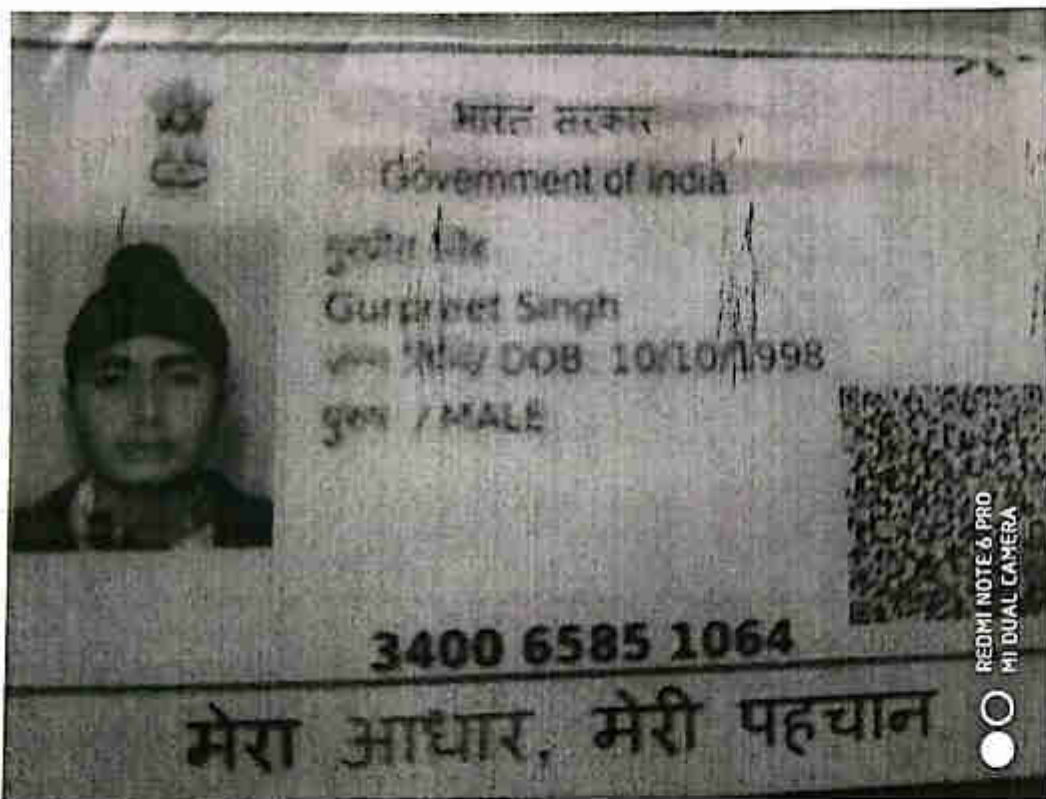 भारत सरकार
Government of India
Gurpreet Singh
DOB 10/10/1998
/ MALE
3400 6585 1064
मेरा आधार, मेरी पहचान
REDMI NOTE 6 PRO
MI DUAL CAMERA